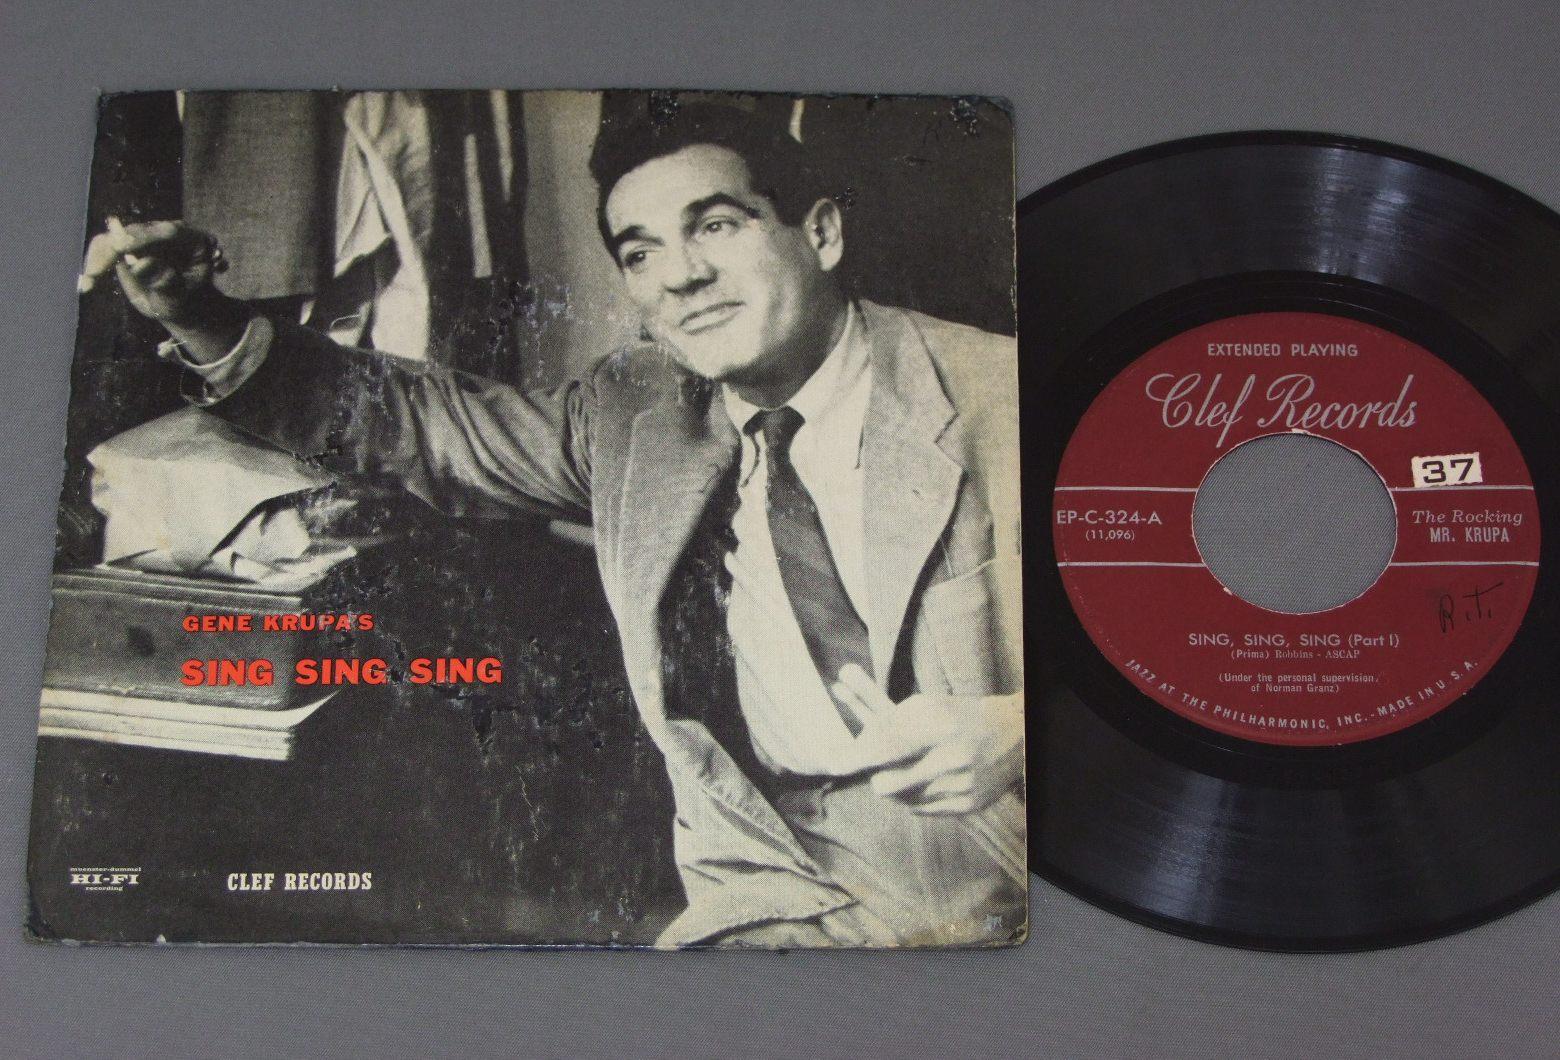 GENE KRUPA'S
SING SING SING
muenster-dummel
HI-FI
recording
CLEF RECORDS
EXTENDED PLAYING
Clef Records
37
EP-C-324-A
(11,096)
The Rocking
MR. KRUPA
R.t.
SING, SING, SING (Part I)
(Prima) Robbins - ASCAP
(Under the personal supervision
of Norman Granz)
JAZZ AT THE PHILHARMONIC, INC. - MADE IN U.S.A.